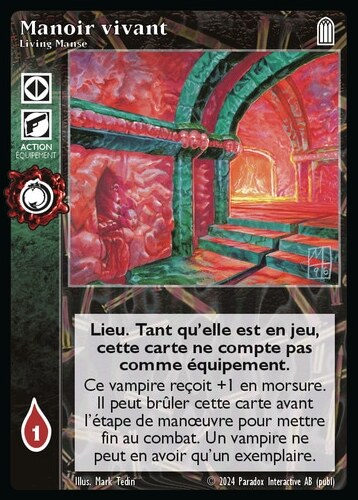 Manoir vivant
Living Manse
ACTION
ÉQUIPEMENT
M
Lieu. Tant qu'elle est en jeu,
cette carte ne compte pas
comme équipement.
Ce vampire reçoit +1 en morsure.
Il peut brûler cette carte avant
l'étape de manœuvre pour mettre
fin au combat. Un vampire ne
peut en avoir qu'un exemplaire.
1
Illus. Mark Tedin
© 2024 Paradox Interactive AB (publ)